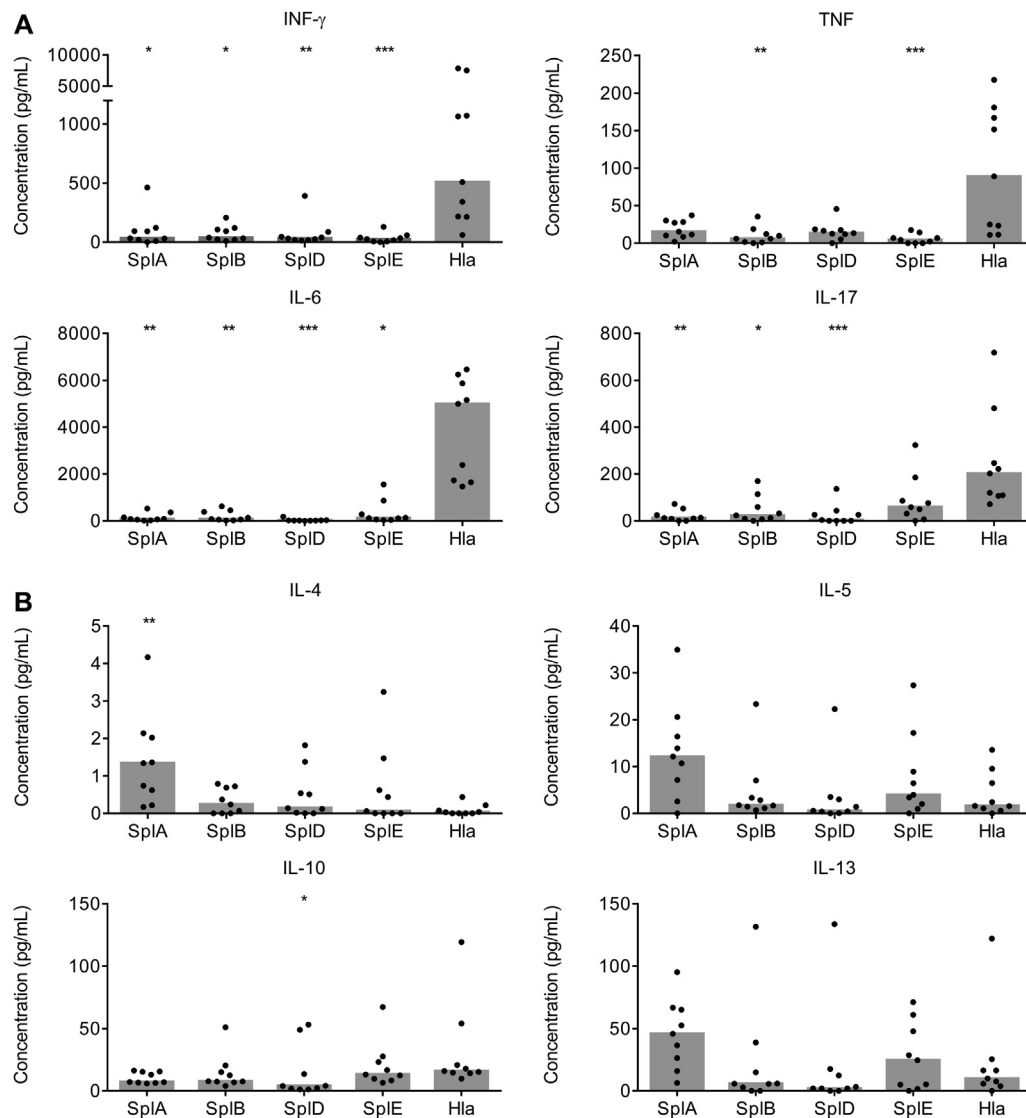 A
INF-γ
TNF
* * ** ***
** ***
Concentration (pg/mL)
10000
5000
1000
500
0
SplA SplB SplD SplE Hla
Concentration (pg/mL)
250
200
150
100
50
0
SplA SplB SplD SplE Hla
IL-6
IL-17
** ** *** *
** * ***
Concentration (pg/mL)
8000
6000
4000
2000
0
SplA SplB SplD SplE Hla
Concentration (pg/mL)
800
600
400
200
0
SplA SplB SplD SplE Hla
B
IL-4
IL-5
**
Concentration (pg/mL)
5
4
3
2
1
0
SplA SplB SplD SplE Hla
Concentration (pg/mL)
40
30
20
10
0
SplA SplB SplD SplE Hla
IL-10
IL-13
*
Concentration (pg/mL)
150
100
50
0
SplA SplB SplD SplE Hla
Concentration (pg/mL)
150
100
50
0
SplA SplB SplD SplE Hla